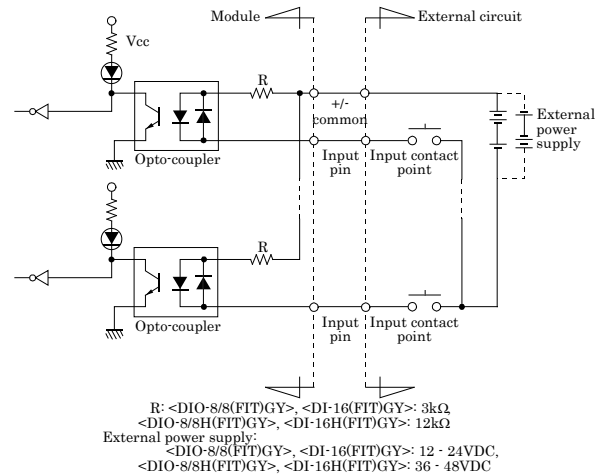 Module
External circuit
Vcc
R
+/-
common
External
power
supply
Opto-coupler
Input
pin
Input contact
point
R
Opto-coupler
Input
pin
Input contact
point
R: <DIO-8/8(FIT)GY>, <DI-16(FIT)GY>: 3kΩ,
<DIO-8/8H(FIT)GY>, <DI-16H(FIT)GY>: 12kΩ
External power supply:
<DIO-8/8(FIT)GY>, <DI-16(FIT)GY>: 12 - 24VDC,
<DIO-8/8H(FIT)GY>, <DI-16H(FIT)GY>: 36 - 48VDC